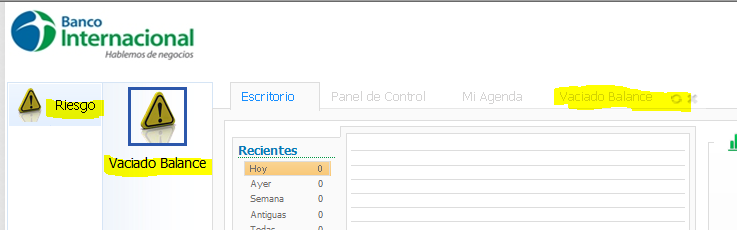 Banco
Internacional
Hablemos de negocios
Riesgo
Vaciado Balance
Escritorio Panel de Control Mi Agenda Vaciado Balance
Recientes
Hoy 0
Ayer 0
Semana 0
Antiguas 0
Todas 0